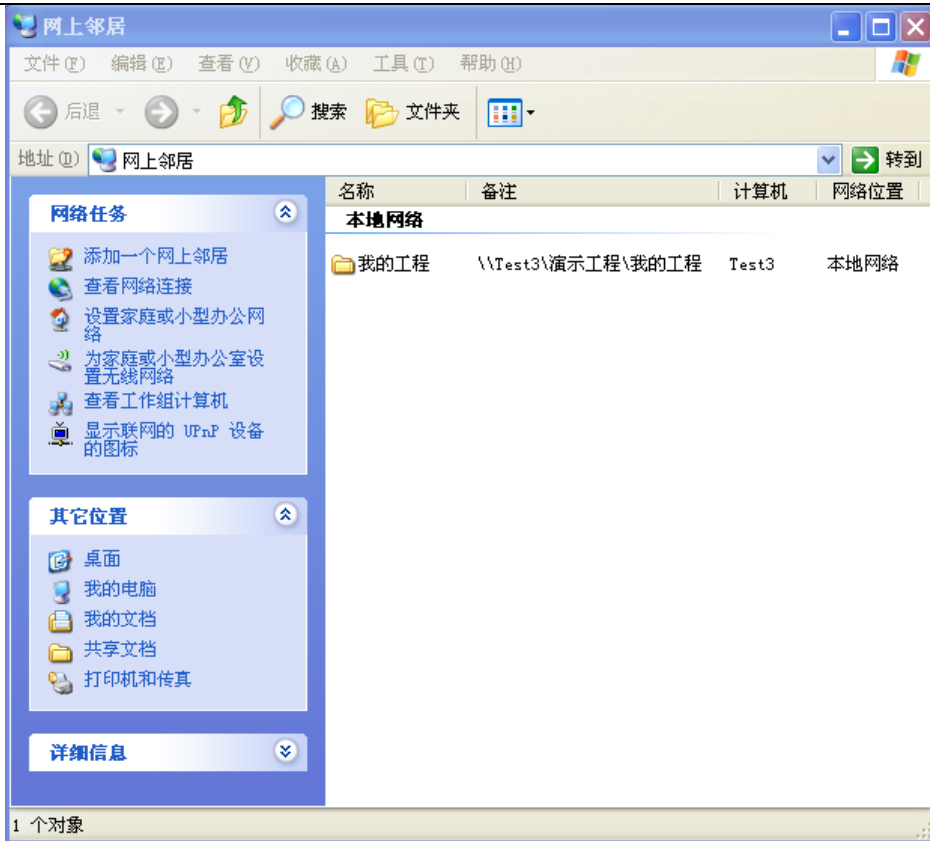 网上邻居
文件(F) 编辑(E) 查看(V) 收藏(A) 工具(T) 帮助(H)
后退 搜索 文件夹
地址(D) 网上邻居 转到
网络任务
添加一个网上邻居
查看网络连接
设置家庭或小型办公网
络
为家庭或小型办公室设
置无线网络
查看工作组计算机
显示联网的 UPnP 设备
的图标
其它位置
桌面
我的电脑
我的文档
共享文档
打印机和传真
详细信息
名称 备注 计算机 网络位置
本地网络
我的工程 \\Test3\演示工程\我的工程 Test3 本地网络
1 个对象